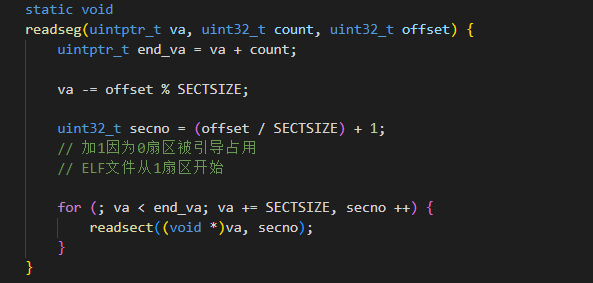 static void
readseg(uintptr_t va, uint32_t count, uint32_t offset) {
    uintptr_t end_va = va + count;

    va -= offset % SECTSIZE;

    uint32_t secno = (offset / SECTSIZE) + 1;
    // 加1因为0扇区被引导占用
    // ELF文件从1扇区开始

    for (; va < end_va; va += SECTSIZE, secno ++) {
        readsect((void *)va, secno);
    }
}